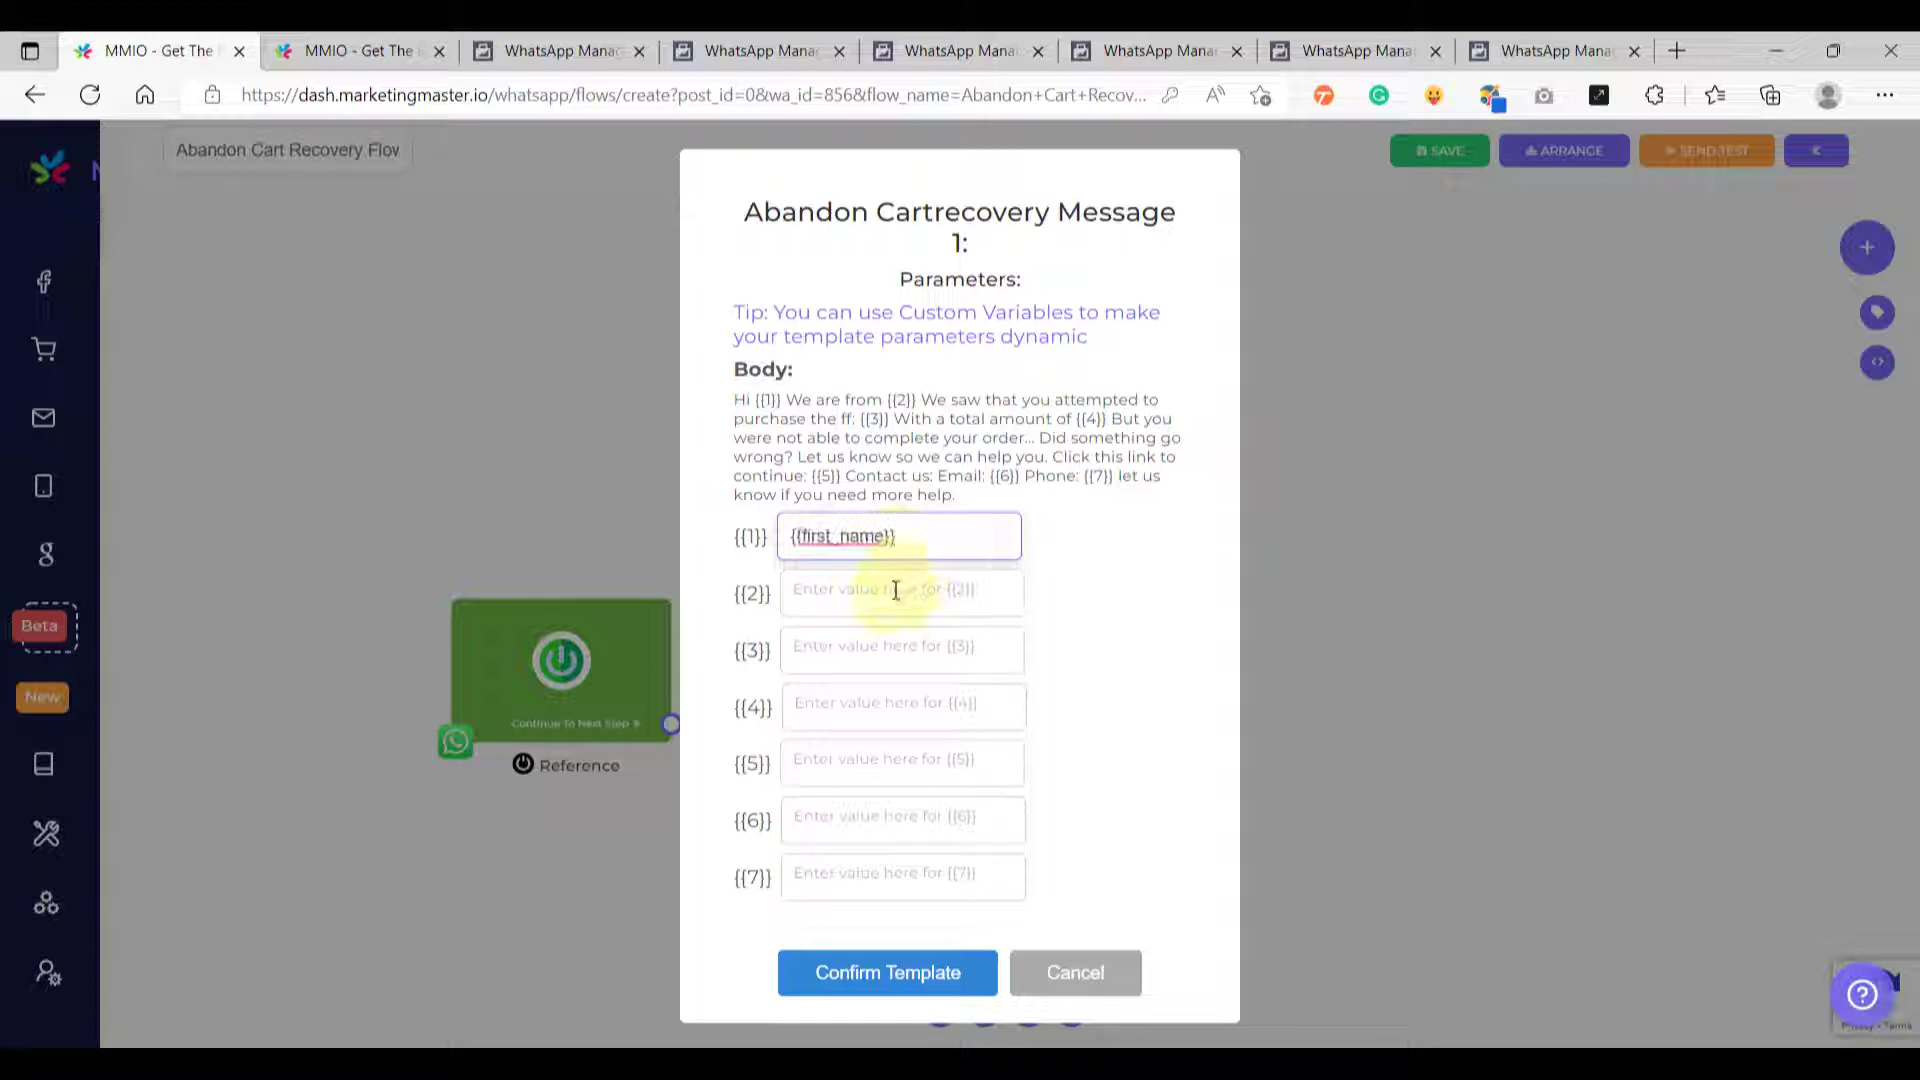 MMIO - Get The
MMIO - Get The
WhatsApp Mana
WhatsApp Mana
WhatsApp Mana
WhatsApp Mana
WhatsApp Mana
WhatsApp Mana
https://dash.marketingmaster.io/whatsapp/flows/create?post_id=0&wa_id=856&flow_name=Abandon+Cart+Recov...
Abandon Cart Recovery Flow
SAVE
ARRANGE
SEND TEST
Abandon Cartrecovery Message
1:
Parameters:
Tip: You can use Custom Variables to make
your template parameters dynamic
Body:
Hi {{1}} We are from {{2}} We saw that you attempted to
purchase the ff: {{3}} With a total amount of {{4}} But you
were not able to complete your order... Did something go
wrong? Let us know so we can help you. Click this link to
continue: {{5}} Contact us: Email: {{6}} Phone: {{7}} let us
know if you need more help.
{{1}} {{first_name}}
{{2}} Enter value here for {{2}}
{{3}} Enter value here for {{3}}
{{4}} Enter value here for {{4}}
{{5}} Enter value here for {{5}}
{{6}} Enter value here for {{6}}
{{7}} Enter value here for {{7}}
Confirm Template
Cancel
Beta
New
Continue To Next Step
Reference
Privacy - Terms